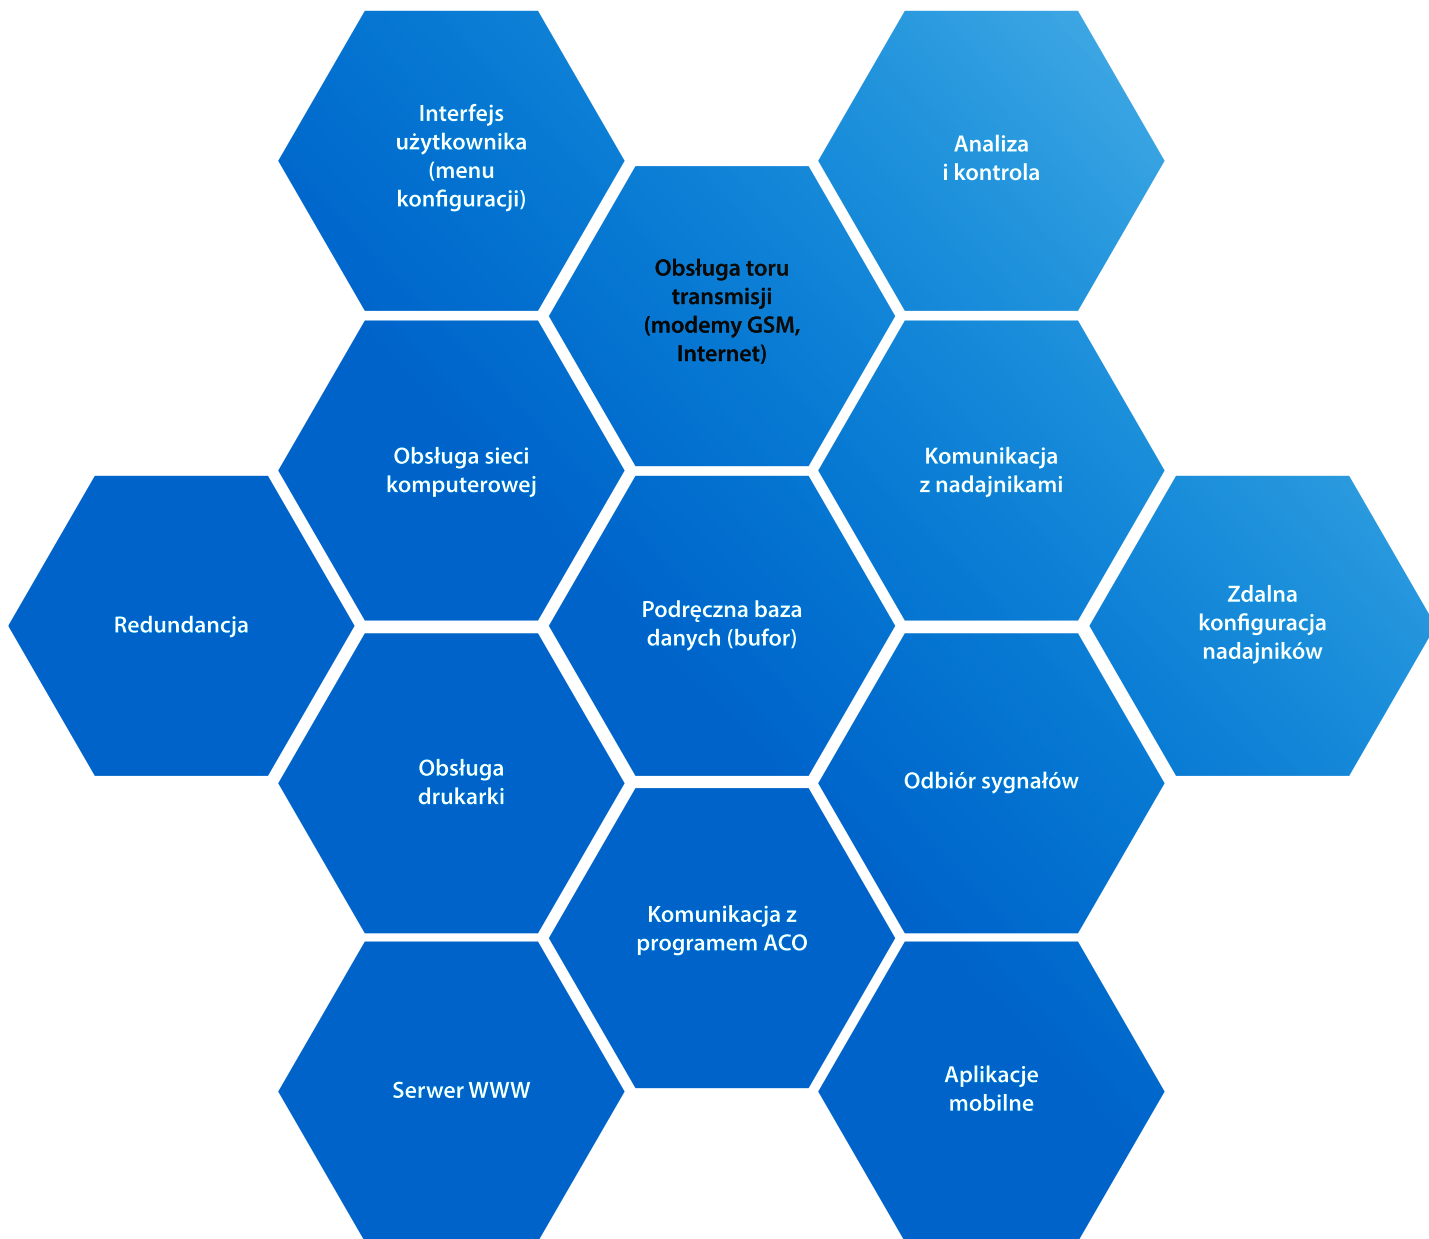 Interfejs
użytkownika
(menu
konfiguracji)
Analiza
i kontrola
Obsługa toru
transmisji
(modemy GSM,
Internet)
Obsługa sieci
komputerowej
Komunikacja
z nadajnikami
Redundancja
Podręczna baza
danych (bufor)
Zdalna
konfiguracja
nadajników
Obsługa
drukarki
Odbiór sygnałów
Komunikacja z
programem ACO
Serwer WWW
Aplikacje
mobilne